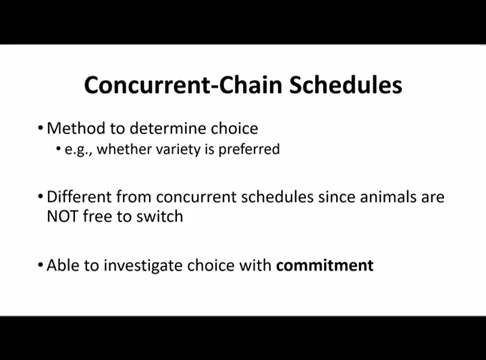 Concurrent-Chain Schedules
• Method to determine choice
• e.g., whether variety is preferred
• Different from concurrent schedules since animals are
NOT free to switch
• Able to investigate choice with commitment